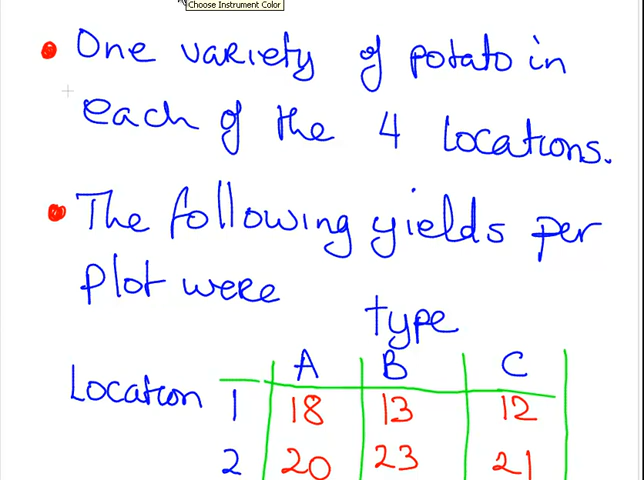 Choose Instrument Color
One variety of potato in
each of the 4 locations.
The following yields per
plot were
type
A B C
Location 1 18 13 12
2 20 23 21